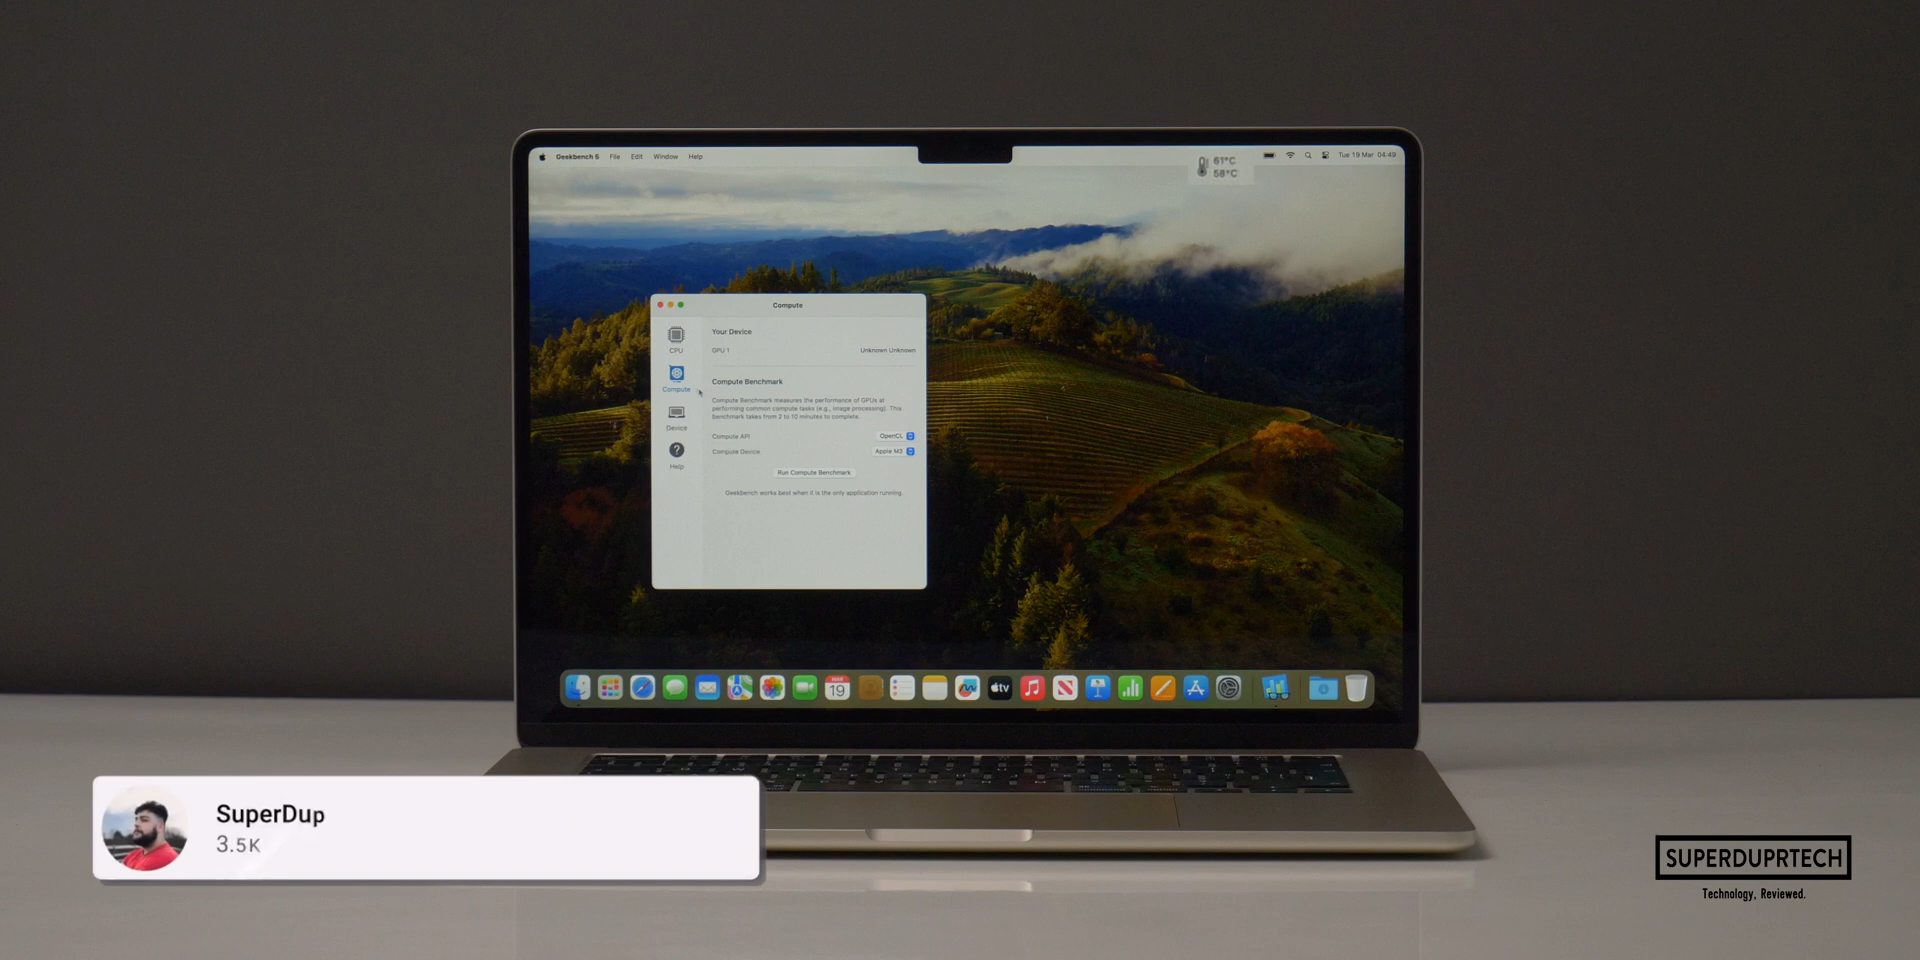 Geekbench 5 File Edit Window Help
61°C
58°C
Tue 19 Mar 04:49
Compute
Your Device
CPU
GPU 1 Unknown Unknown
Compute
Compute Benchmark
Compute Benchmark measures the performance of GPUs at
performing common compute tasks (e.g., image processing). This
benchmark takes from 2 to 10 minutes to complete.
Device
Compute API OpenCL
Compute Device Apple M3
Help
Run Compute Benchmark
Geekbench works best when it is the only application running.
MAR
19
tv
SuperDup
3.5K
SUPERDUPRTECH
Technology, Reviewed.